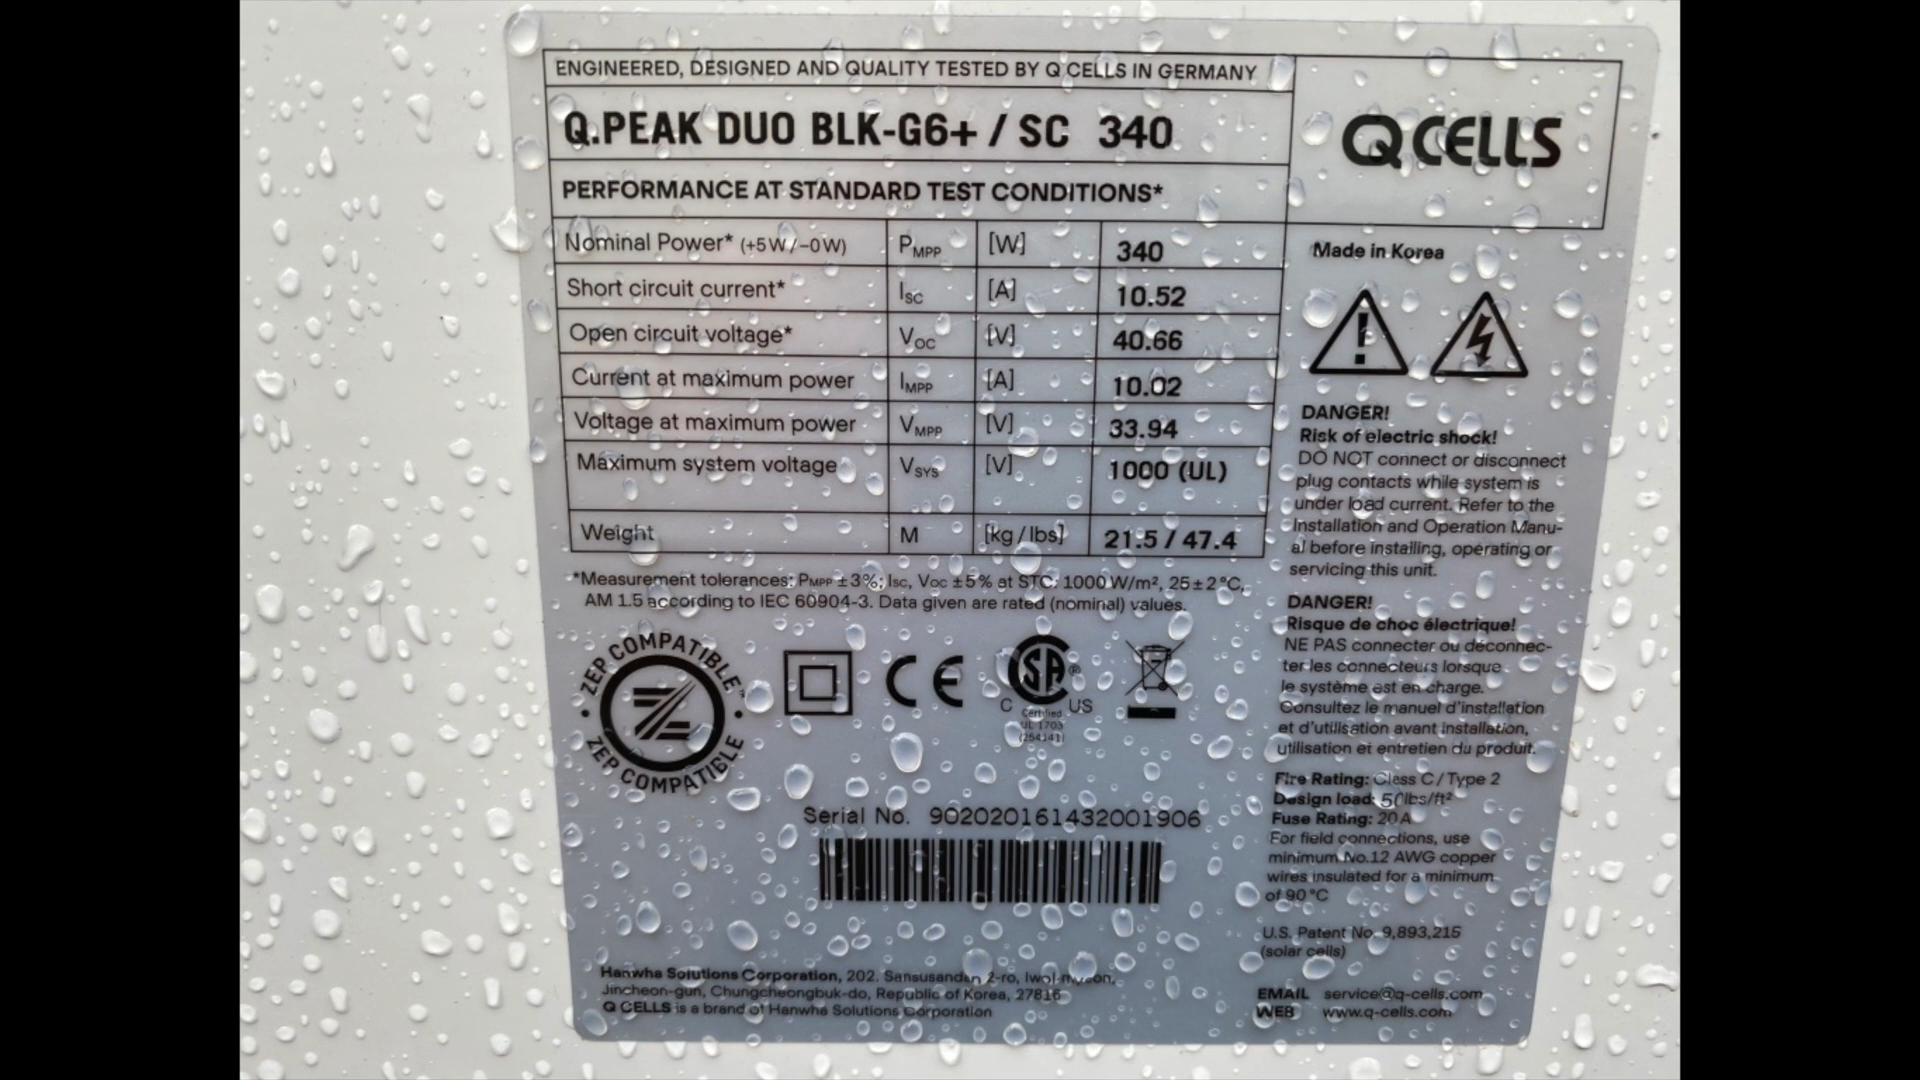 ENGINEERED, DESIGNED AND QUALITY TESTED BY Q CELLS IN GERMANY
Q.PEAK DUO BLK-G6+ / SC 340
Q CELLS
PERFORMANCE AT STANDARD TEST CONDITIONS*
Nominal Power* (+5W/−0W) PMPP [W] 340
Short circuit current* ISC [A] 10.52
Open circuit voltage* VOC [V] 40.66
Current at maximum power IMPP [A] 10.02
Voltage at maximum power VMPP [V] 33.94
Maximum system voltage VSYS [V] 1000 (UL)
Weight M [kg/lbs] 21.5 / 47.4
*Measurement tolerances: PMPP ±3%; ISC, VOC ±5% at STC: 1000 W/m², 25±2°C,
AM 1.5 according to IEC 60904-3. Data given are rated (nominal) values.
ZEP COMPATIBLE™
ZEP COMPATIBLE
CE
CSA®
C US
Certified
UL 1703
(254141)
Serial No. 902020161432001906
Hanwha Solutions Corporation, 202. Sansusandan 2-ro, Iwol-myeon,
Jincheon-gun, Chungcheongbuk-do, Republic of Korea, 27816
Q CELLS is a brand of Hanwha Solutions Corporation
Made in Korea
DANGER!
Risk of electric shock!
DO NOT connect or disconnect
plug contacts while system is
under load current. Refer to the
Installation and Operation Manu-
al before installing, operating or
servicing this unit.
DANGER!
Risque de choc électrique!
NE PAS connecter ou déconnec-
ter les connecteurs lorsque
le système est en charge.
Consultez le manuel d'installation
et d'utilisation avant installation,
utilisation et entretien du produit.
Fire Rating: Class C / Type 2
Design load: 50lbs/ft²
Fuse Rating: 20A
For field connections, use
minimum No.12 AWG copper
wires insulated for a minimum
of 90°C
U.S. Patent No. 9,893,215
(solar cells)
EMAIL service@q-cells.com
WEB www.q-cells.com